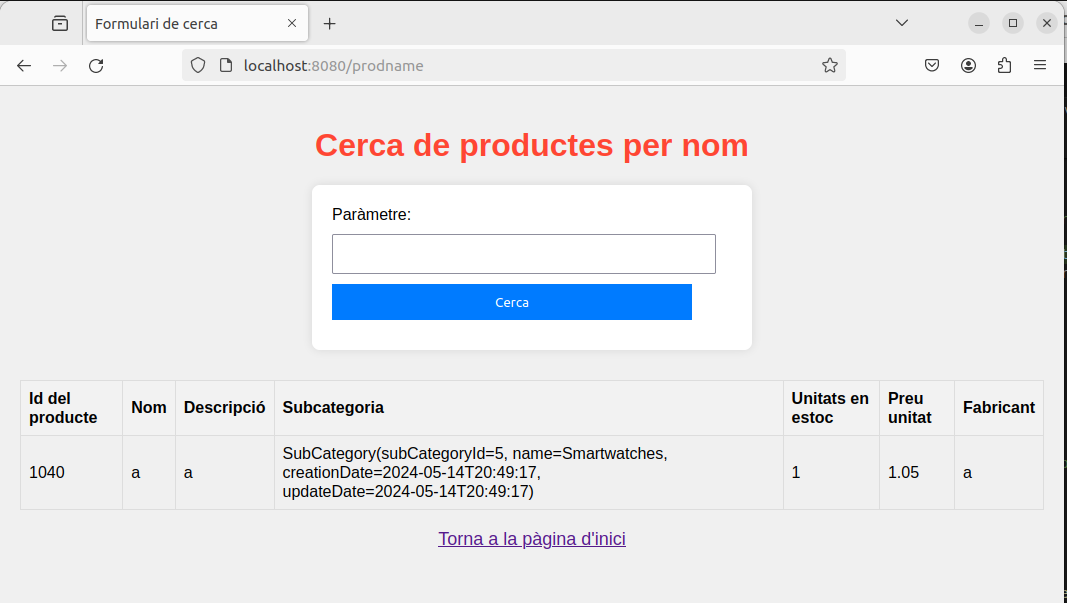 Formulari de cerca
localhost:8080/prodname
Cerca de productes per nom
Paràmetre:
Cerca
Id del producte
Nom
Descripció
Subcategoria
Unitats en estoc
Preu unitat
Fabricant
1040
a
a
SubCategory(subCategoryId=5, name=Smartwatches,
creationDate=2024-05-14T20:49:17,
updateDate=2024-05-14T20:49:17)
1
1.05
a
Torna a la pàgina d'inici